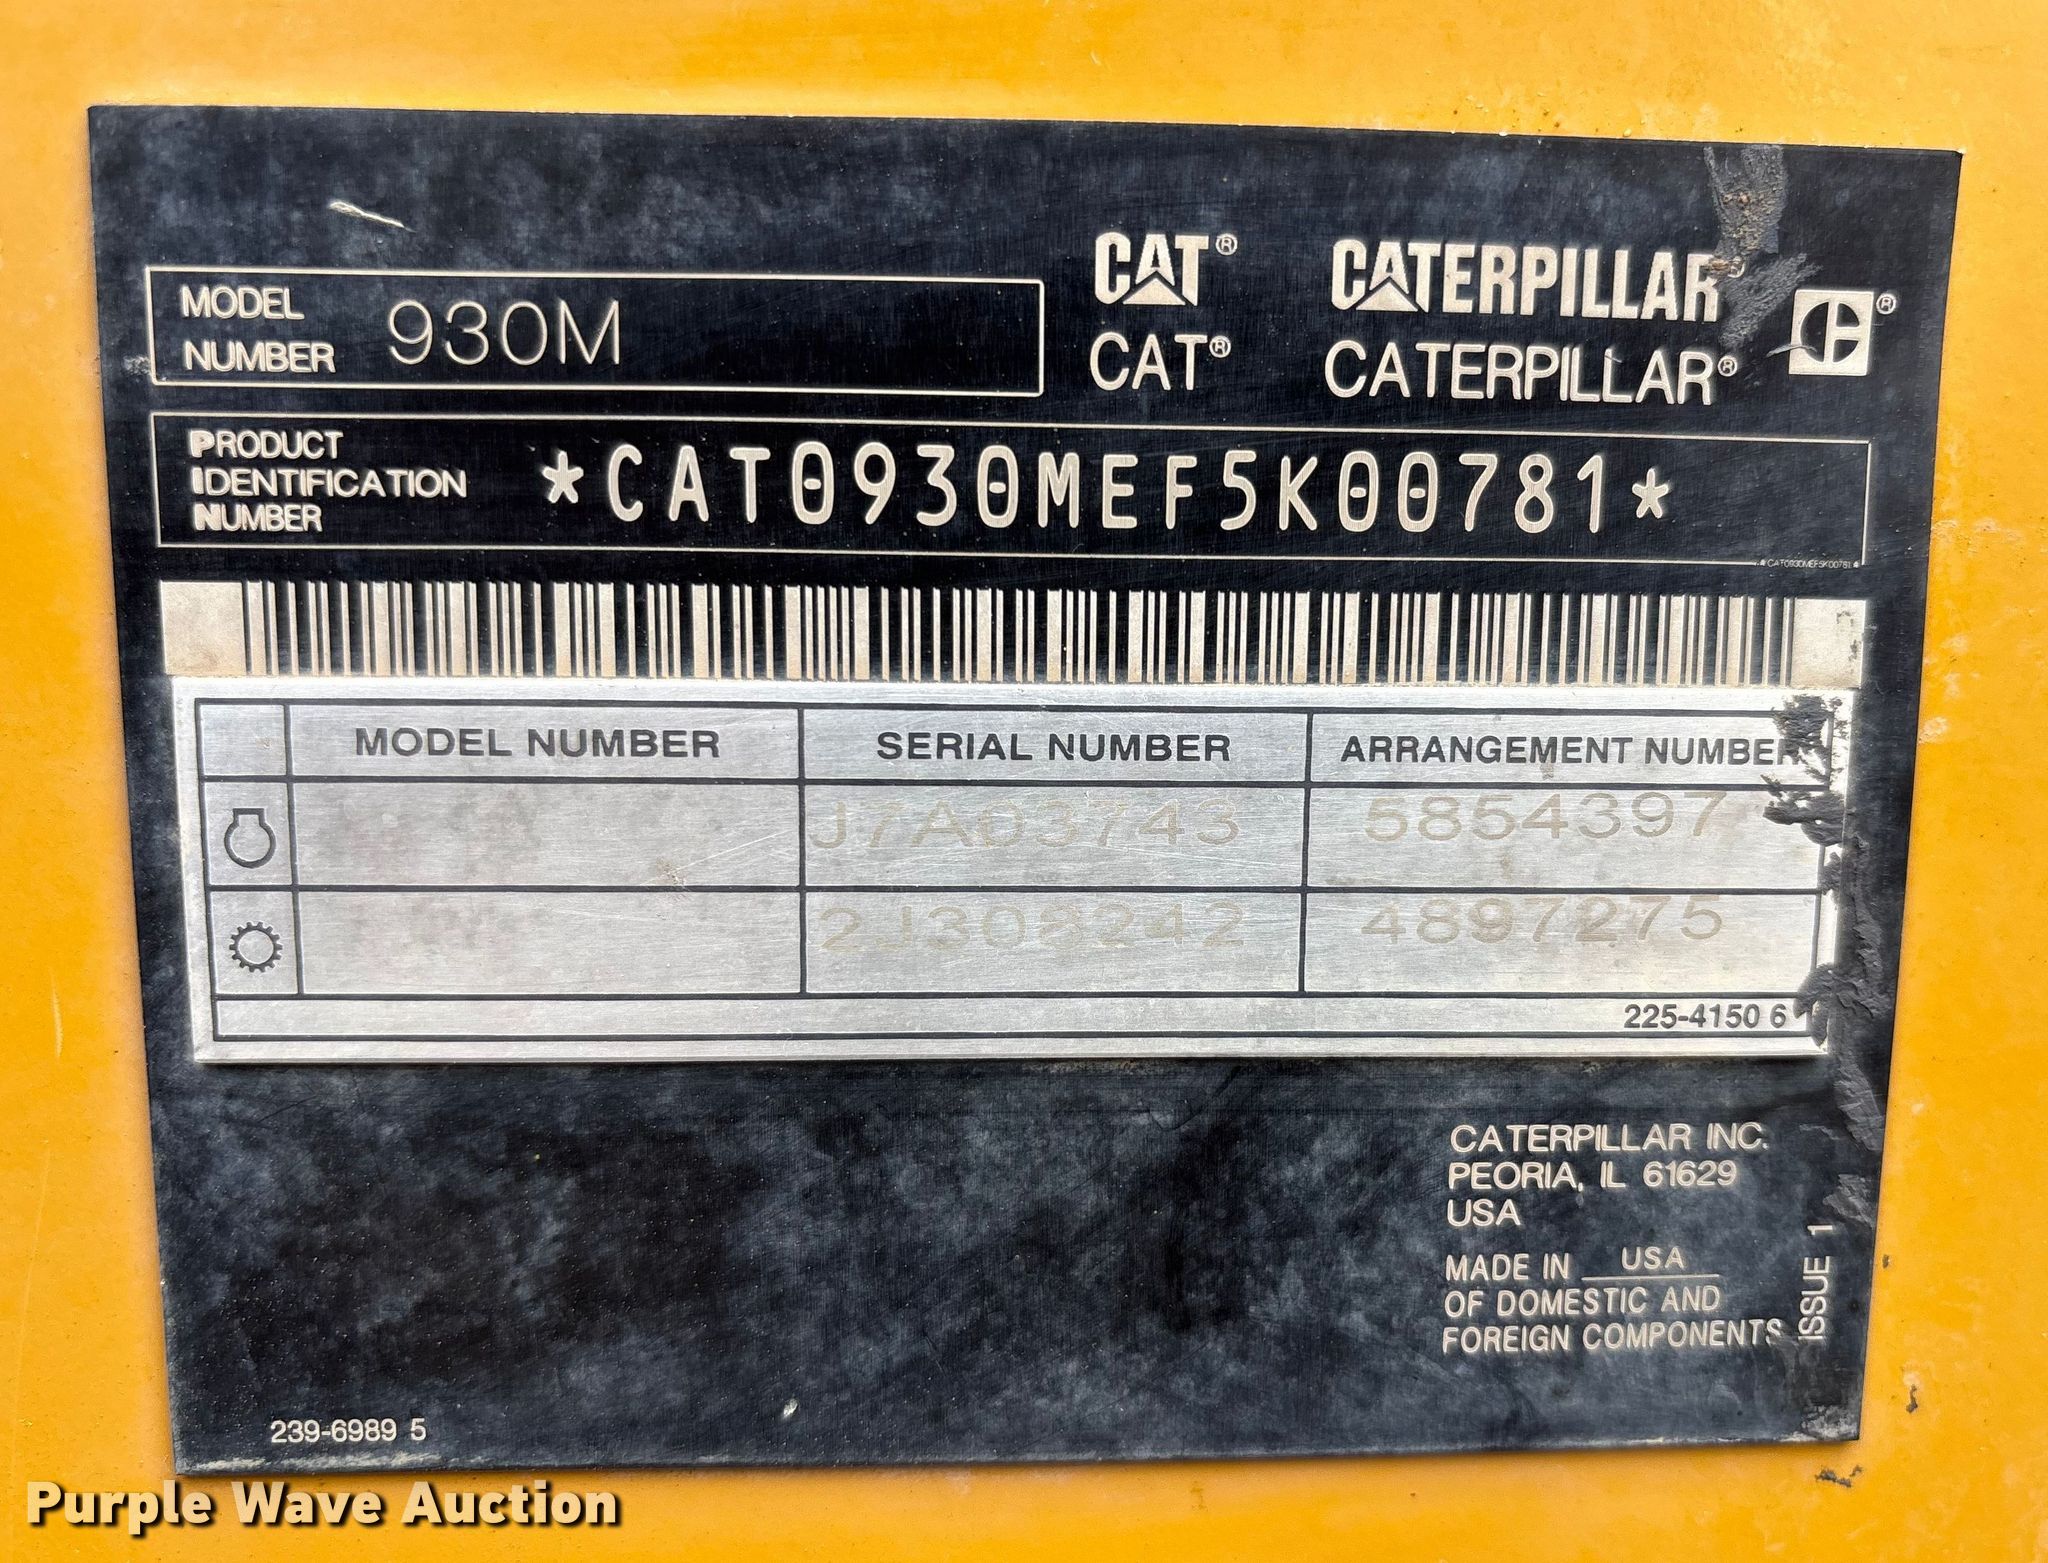 CAT® CATERPILLAR®
MODEL NUMBER 930M
CAT® CATERPILLAR® ®
PRODUCT IDENTIFICATION NUMBER *CAT0930MEF5K00781*
*CAT0930MEF5K00781*
MODEL NUMBER SERIAL NUMBER ARRANGEMENT NUMBER
J7A03743 5854397
2J308242 4897275
225-4150 6
CATERPILLAR INC.
PEORIA, IL 61629
USA
MADE IN USA
OF DOMESTIC AND
FOREIGN COMPONENTS
ISSUE 1
239-6989 5
Purple Wave Auction